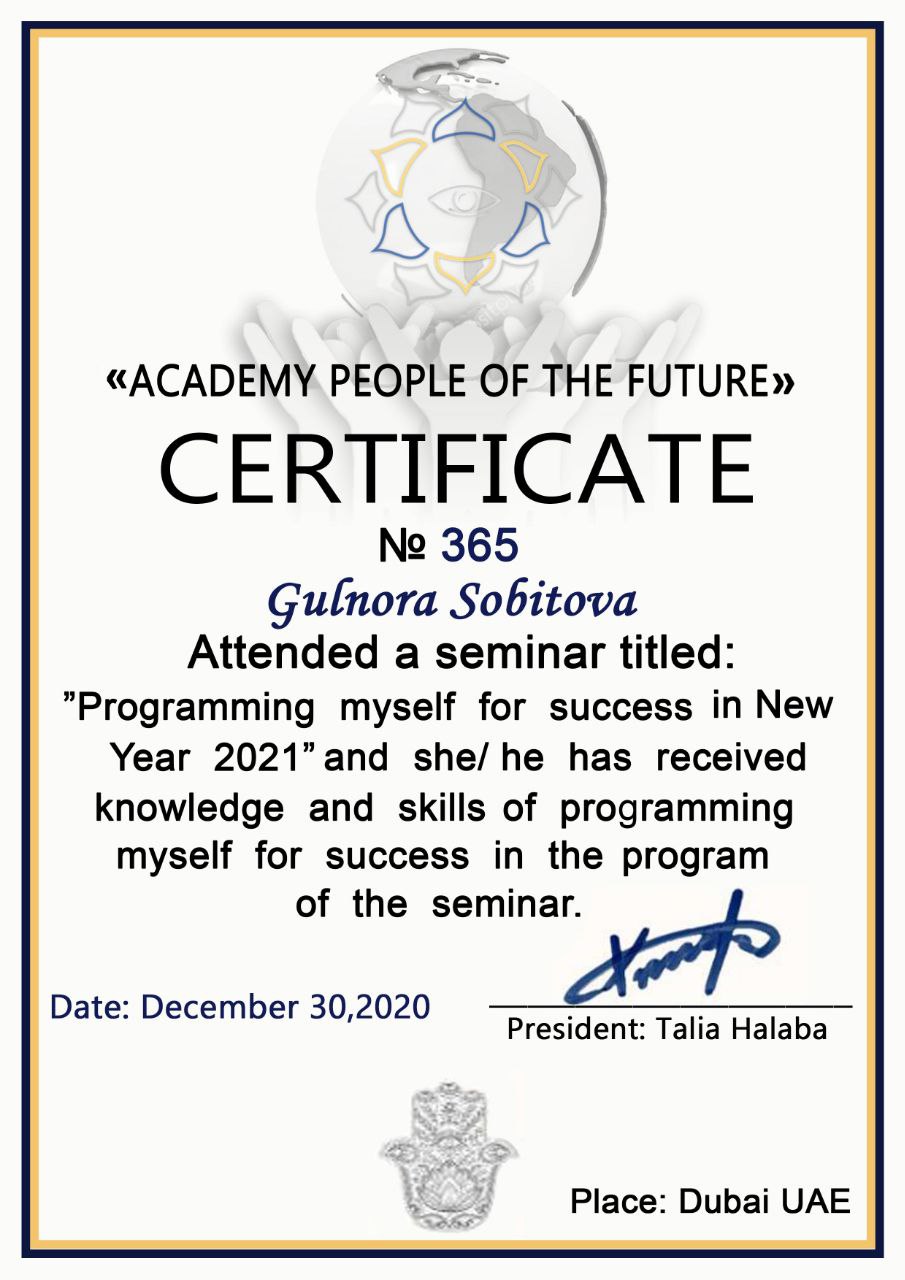 «ACADEMY PEOPLE OF THE FUTURE»
CERTIFICATE
№ 365
Gulnora Sobitova
Attended a seminar titled:
”Programming myself for success in New
Year 2021” and she/ he has received
knowledge and skills of programming
myself for success in the program
of the seminar.
Date: December 30,2020
President: Talia Halaba
Place: Dubai UAE